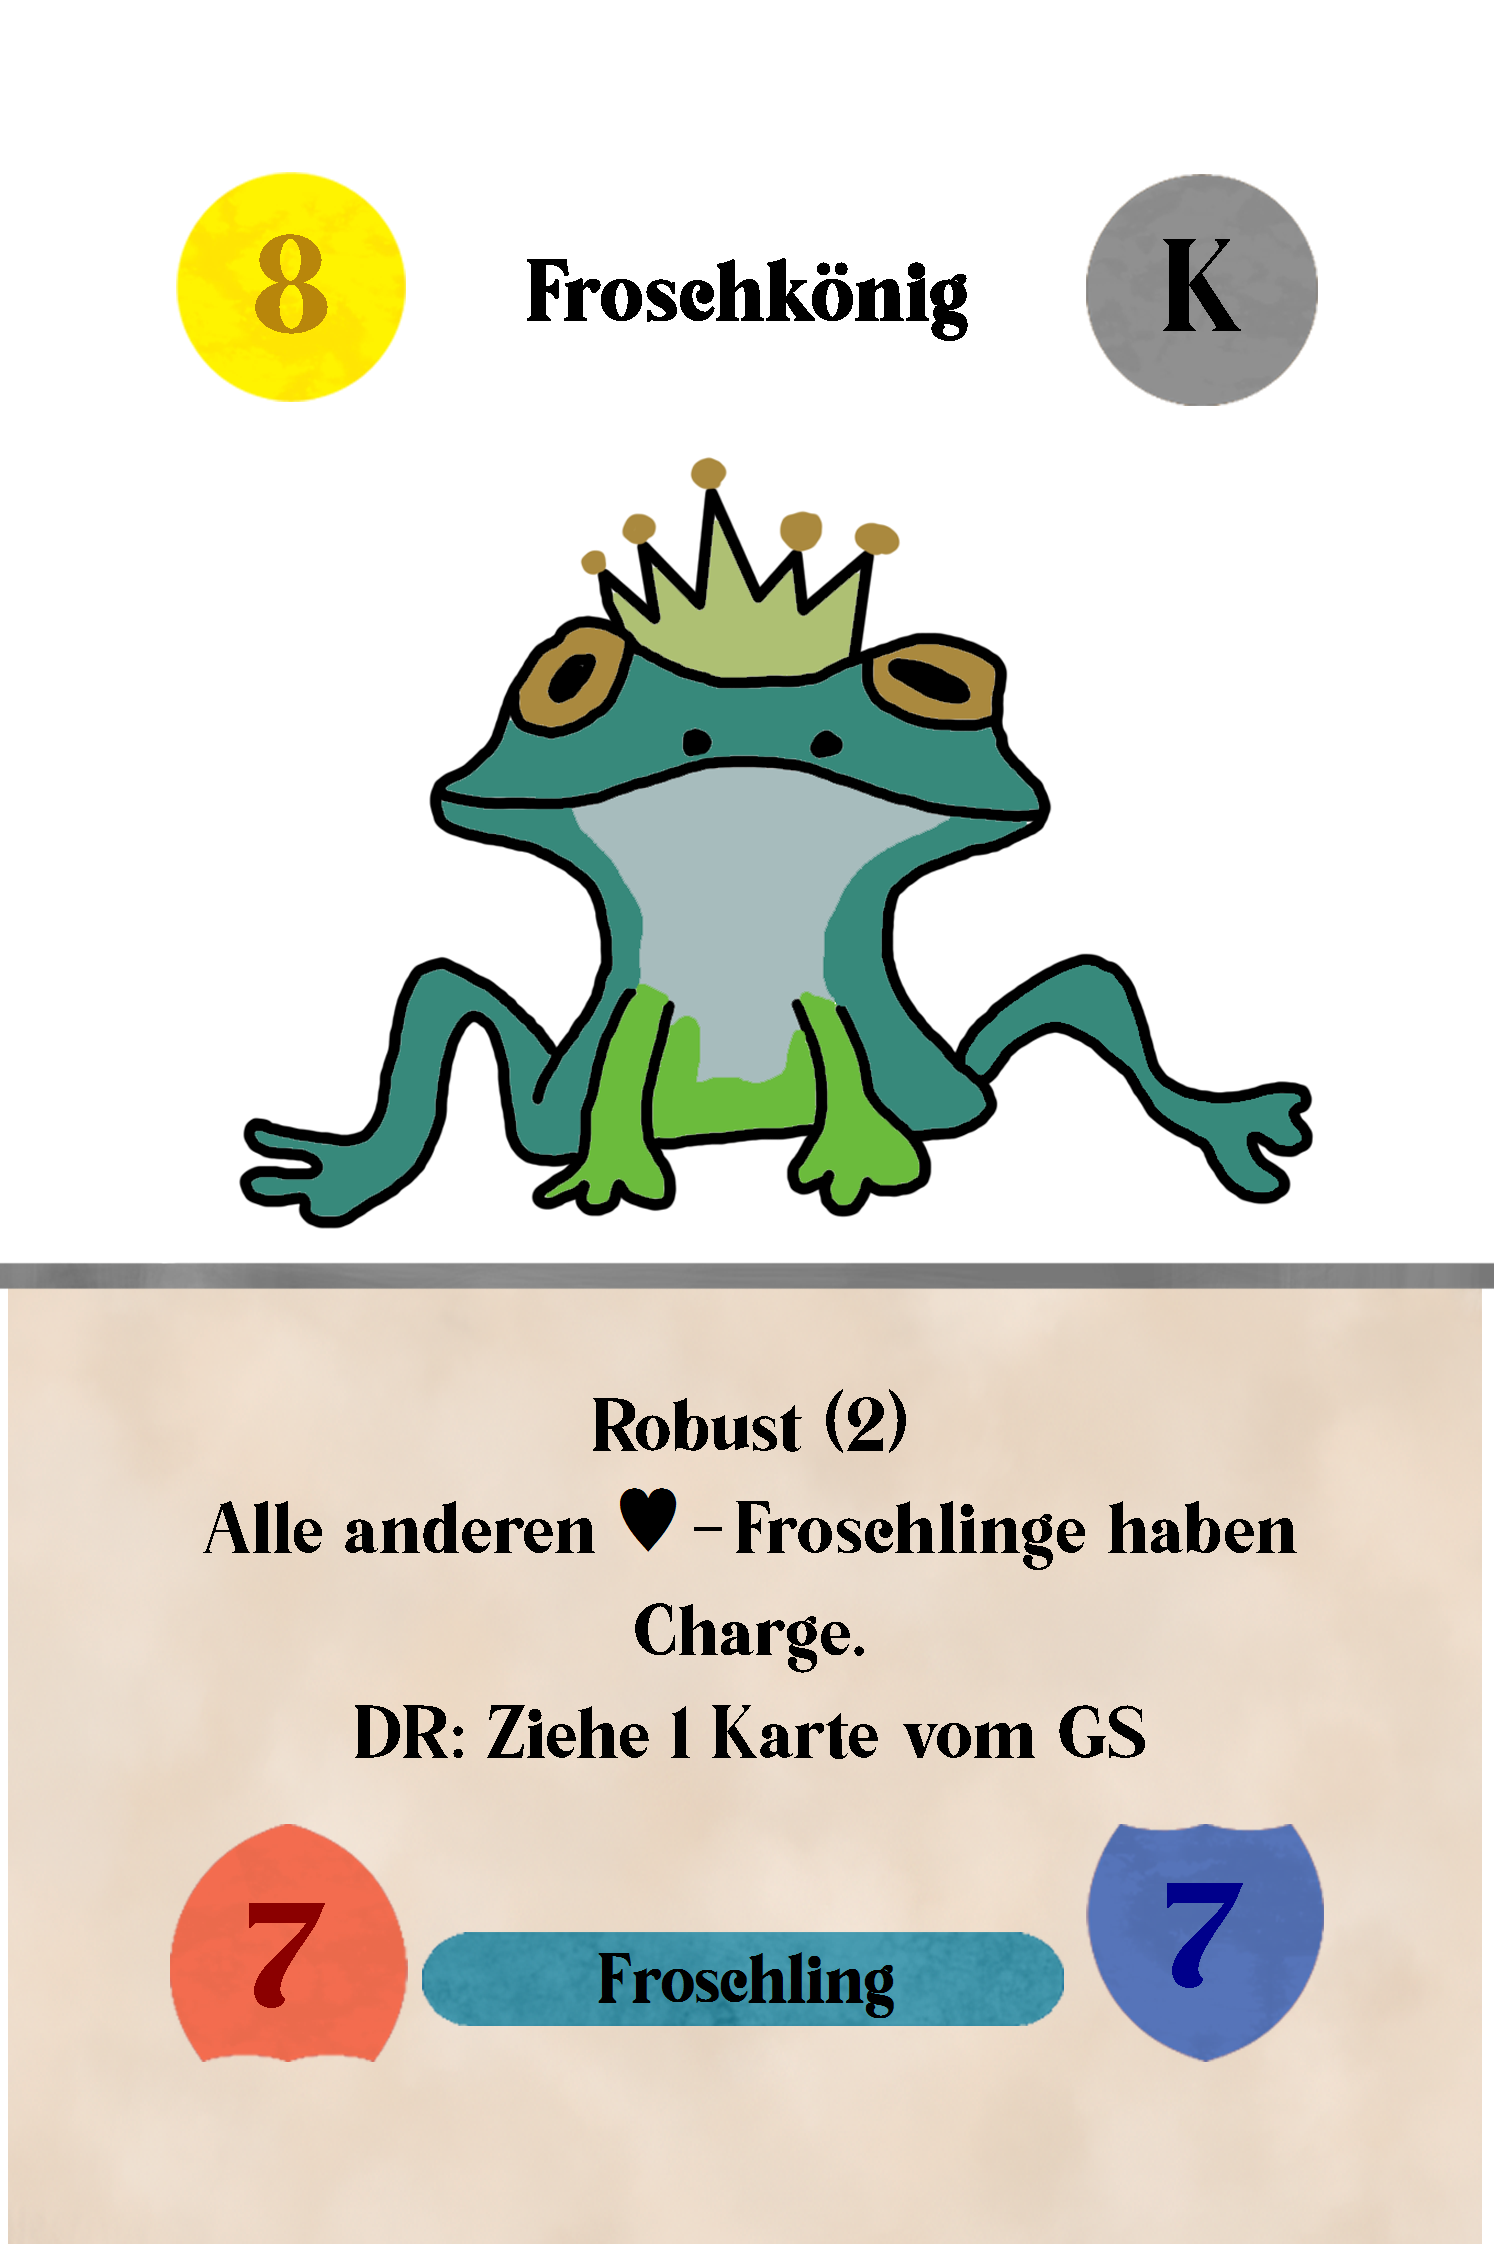 8 Froschkönig K
Robust (2)
Alle anderen ♥ – Froschlinge haben
Charge.
DR: Ziehe 1 Karte vom GS
7 Froschling 7